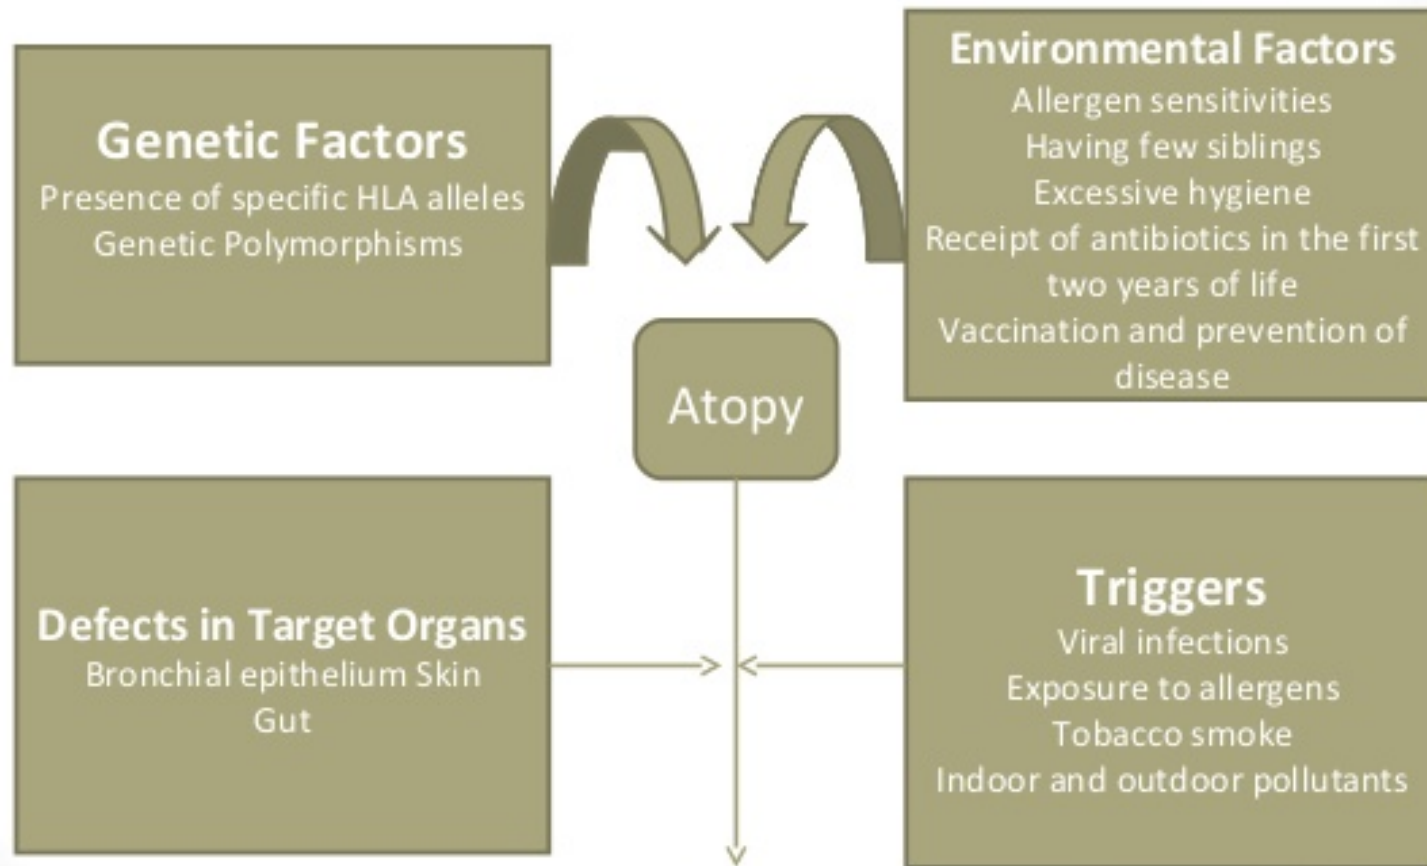 Genetic Factors
Presence of specific HLA alleles
Genetic Polymorphisms
Environmental Factors
Allergen sensitivities
Having few siblings
Excessive hygiene
Receipt of antibiotics in the first
two years of life
Vaccination and prevention of
disease
Atopy
Defects in Target Organs
Bronchial epithelium Skin
Gut
Triggers
Viral infections
Exposure to allergens
Tobacco smoke
Indoor and outdoor pollutants